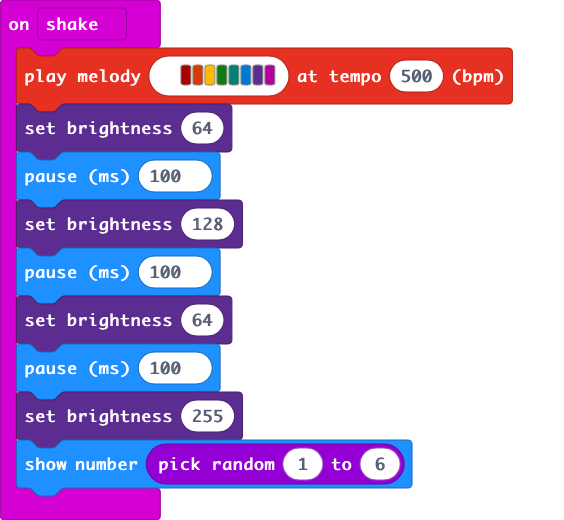 on shake
play melody at tempo 500 (bpm)
set brightness 64
pause (ms) 100
set brightness 128
pause (ms) 100
set brightness 64
pause (ms) 100
set brightness 255
show number pick random 1 to 6